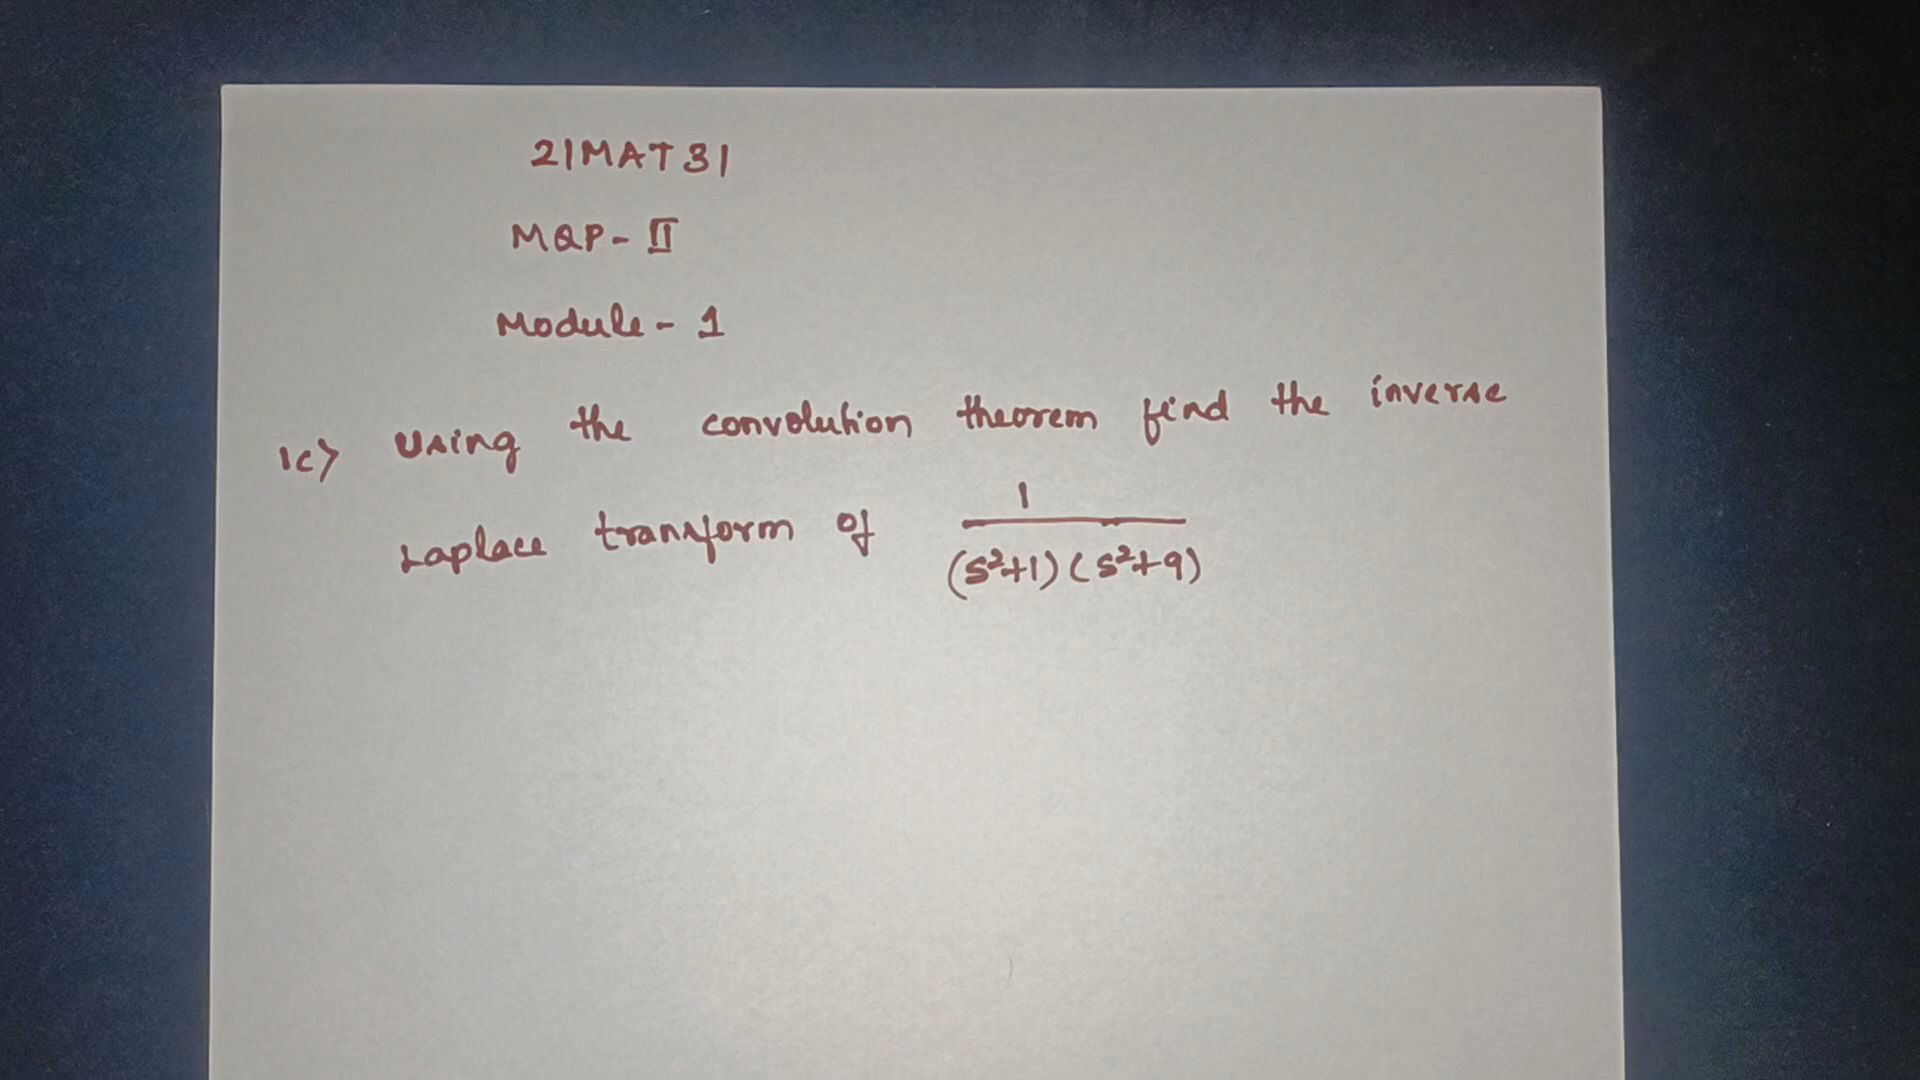 21MAT31
MQP- II
Module - 1
1c> Using the convolution theorem find the inverse
Laplace transform of 1/((s²+1)(s²+9))